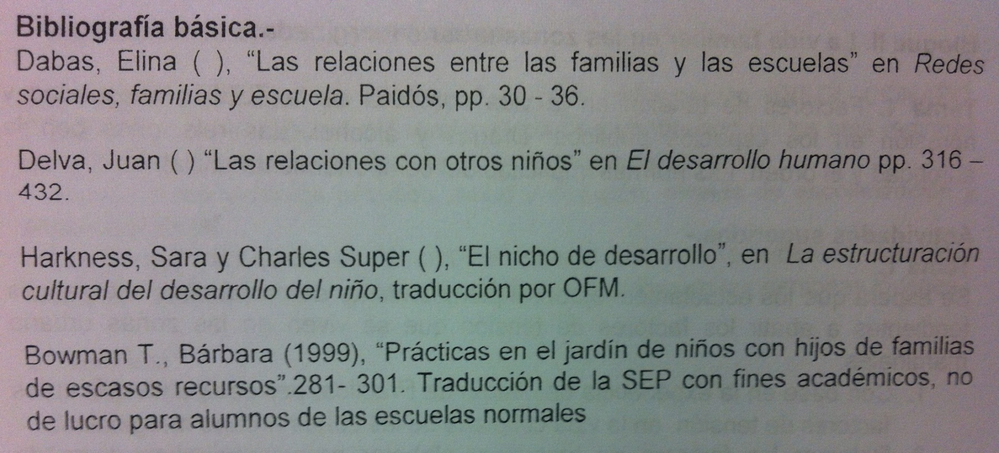 Bibliografía básica.-
Dabas, Elina ( ), “Las relaciones entre las familias y las escuelas” en Redes
sociales, familias y escuela. Paidós, pp. 30 - 36.
Delva, Juan ( ) “Las relaciones con otros niños” en El desarrollo humano pp. 316 –
432.
Harkness, Sara y Charles Super ( ), “El nicho de desarrollo”, en La estructuración
cultural del desarrollo del niño, traducción por OFM.
Bowman T., Bárbara (1999), “Prácticas en el jardín de niños con hijos de familias
de escasos recursos”.281- 301. Traducción de la SEP con fines académicos, no
de lucro para alumnos de las escuelas normales